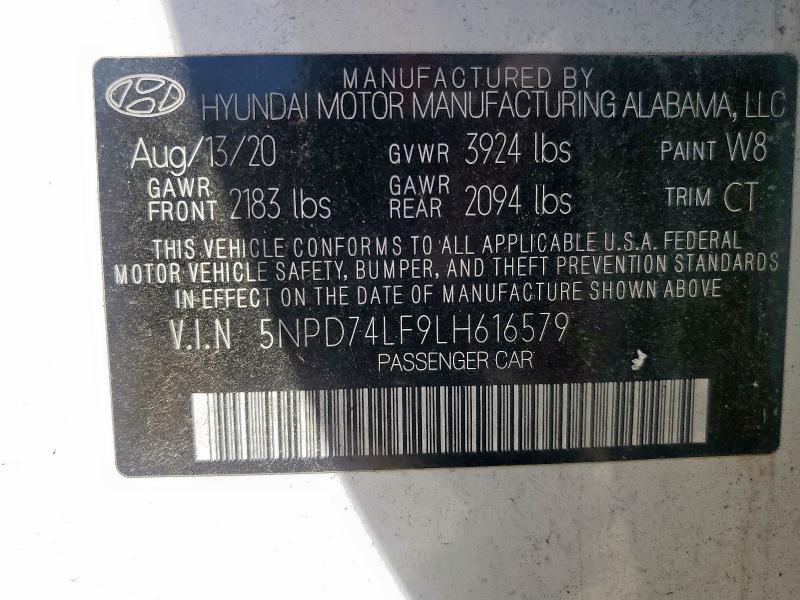 MANUFACTURED BY
HYUNDAI MOTOR MANUFACTURING ALABAMA, LLC
Aug/13/20 GVWR 3924 lbs PAINT W8
GAWR FRONT 2183 lbs GAWR REAR 2094 lbs TRIM CT
THIS VEHICLE CONFORMS TO ALL APPLICABLE U.S.A. FEDERAL
MOTOR VEHICLE SAFETY, BUMPER, AND THEFT PREVENTION STANDARDS
IN EFFECT ON THE DATE OF MANUFACTURE SHOWN ABOVE
V.I.N 5NPD74LF9LH616579
PASSENGER CAR